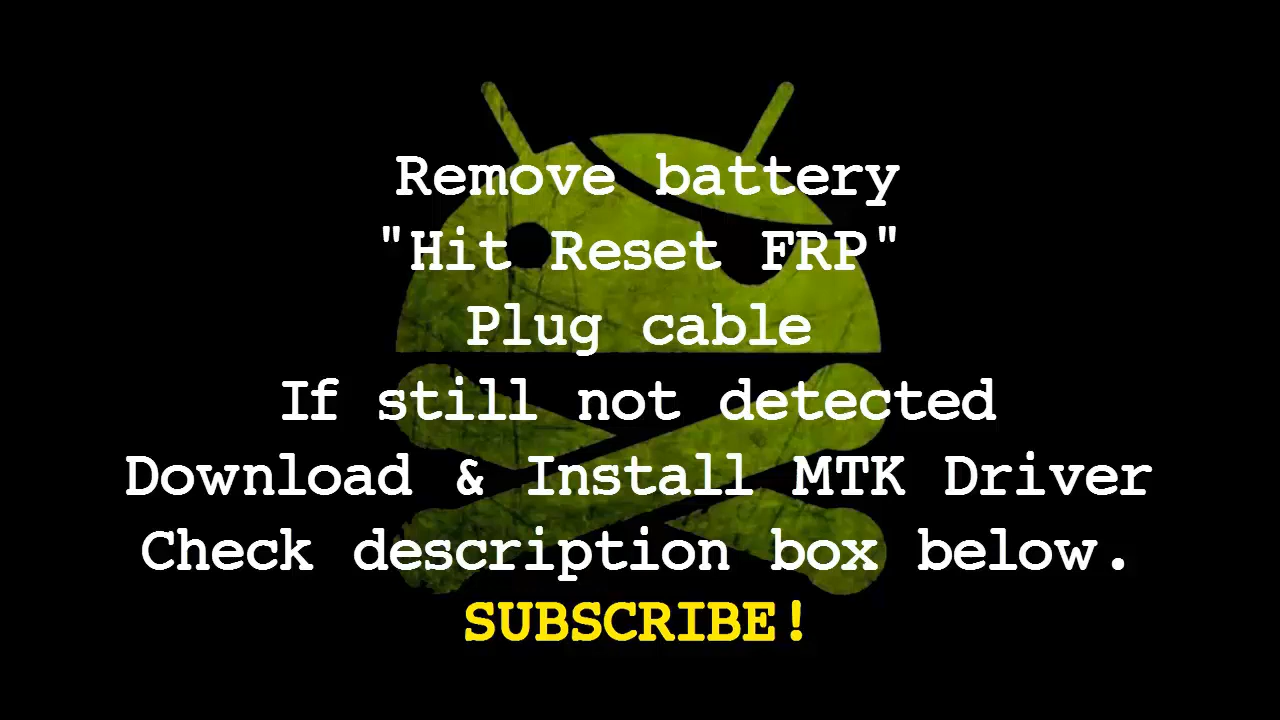 Remove battery
"Hit Reset FRP"
Plug cable
If still not detected
Download & Install MTK Driver
Check description box below.
SUBSCRIBE!